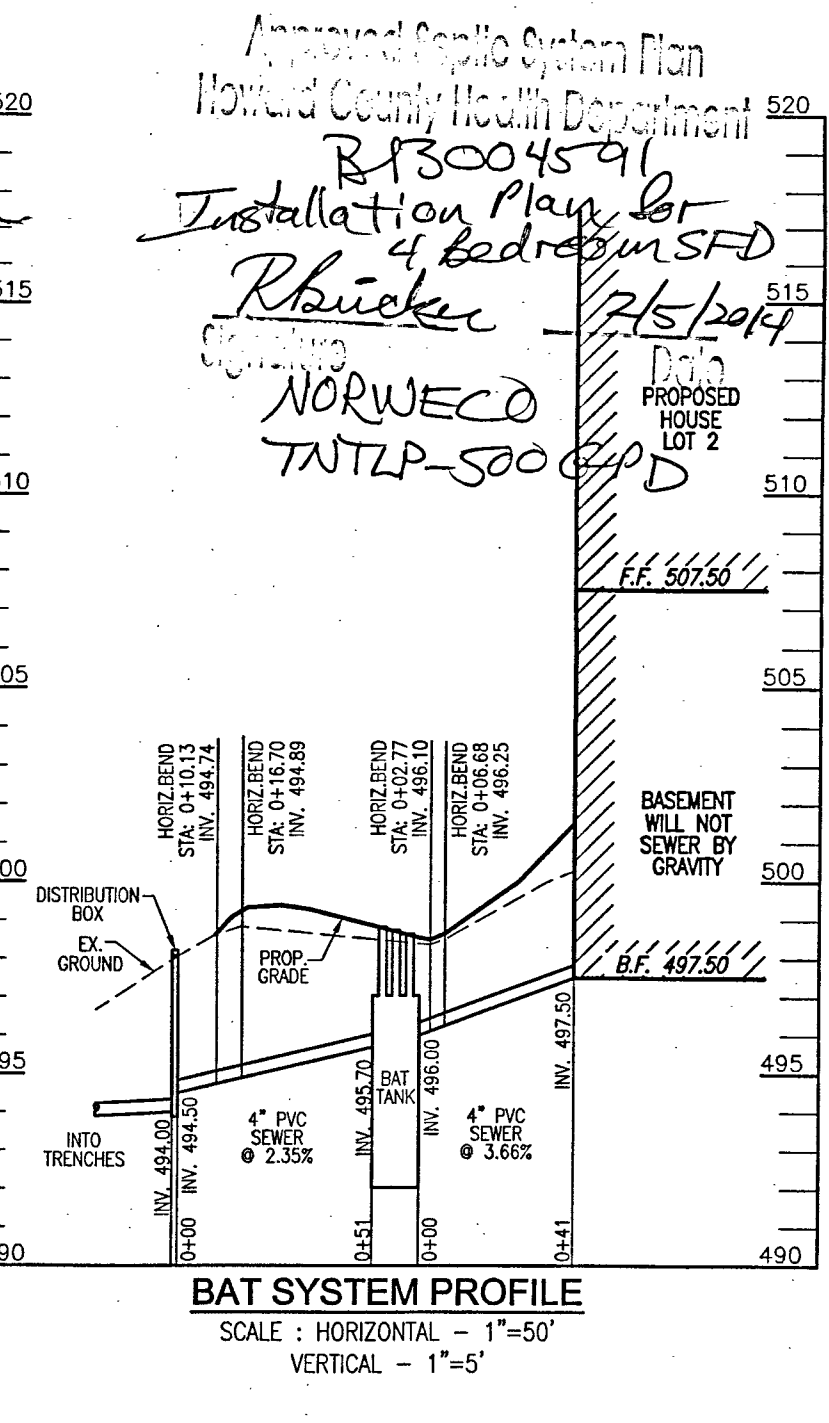 Approved Septic System Plan
Howard County Health Department
B13004591
Installation Plan for
4 Bedroom SFD
RBricker 2/5/2014
Signature Date
NORWECO
TNTLP-500 GPD
520
520
515
515
PROPOSED
HOUSE
LOT 2
510
510
F.F. 507.50
505
505
HORIZ.BEND
STA: 0+10.13
INV. 494.74
HORIZ.BEND
STA: 0+16.70
INV. 494.89
HORIZ.BEND
STA: 0+02.77
INV. 496.10
HORIZ.BEND
STA: 0+06.68
INV. 496.25
BASEMENT
WILL NOT
SEWER BY
GRAVITY
00
500
DISTRIBUTION
BOX
EX.
GROUND
PROP.
GRADE
B.F. 497.50
95
495
INTO
TRENCHES
INV. 494.00
INV. 494.50
4" PVC
SEWER
@ 2.35%
INV. 495.70
BAT
TANK
INV. 496.00
4" PVC
SEWER
@ 3.66%
INV. 497.50
0+00
0+51
0+00
0+41
90
490
BAT SYSTEM PROFILE
SCALE : HORIZONTAL - 1"=50'
VERTICAL - 1"=5'